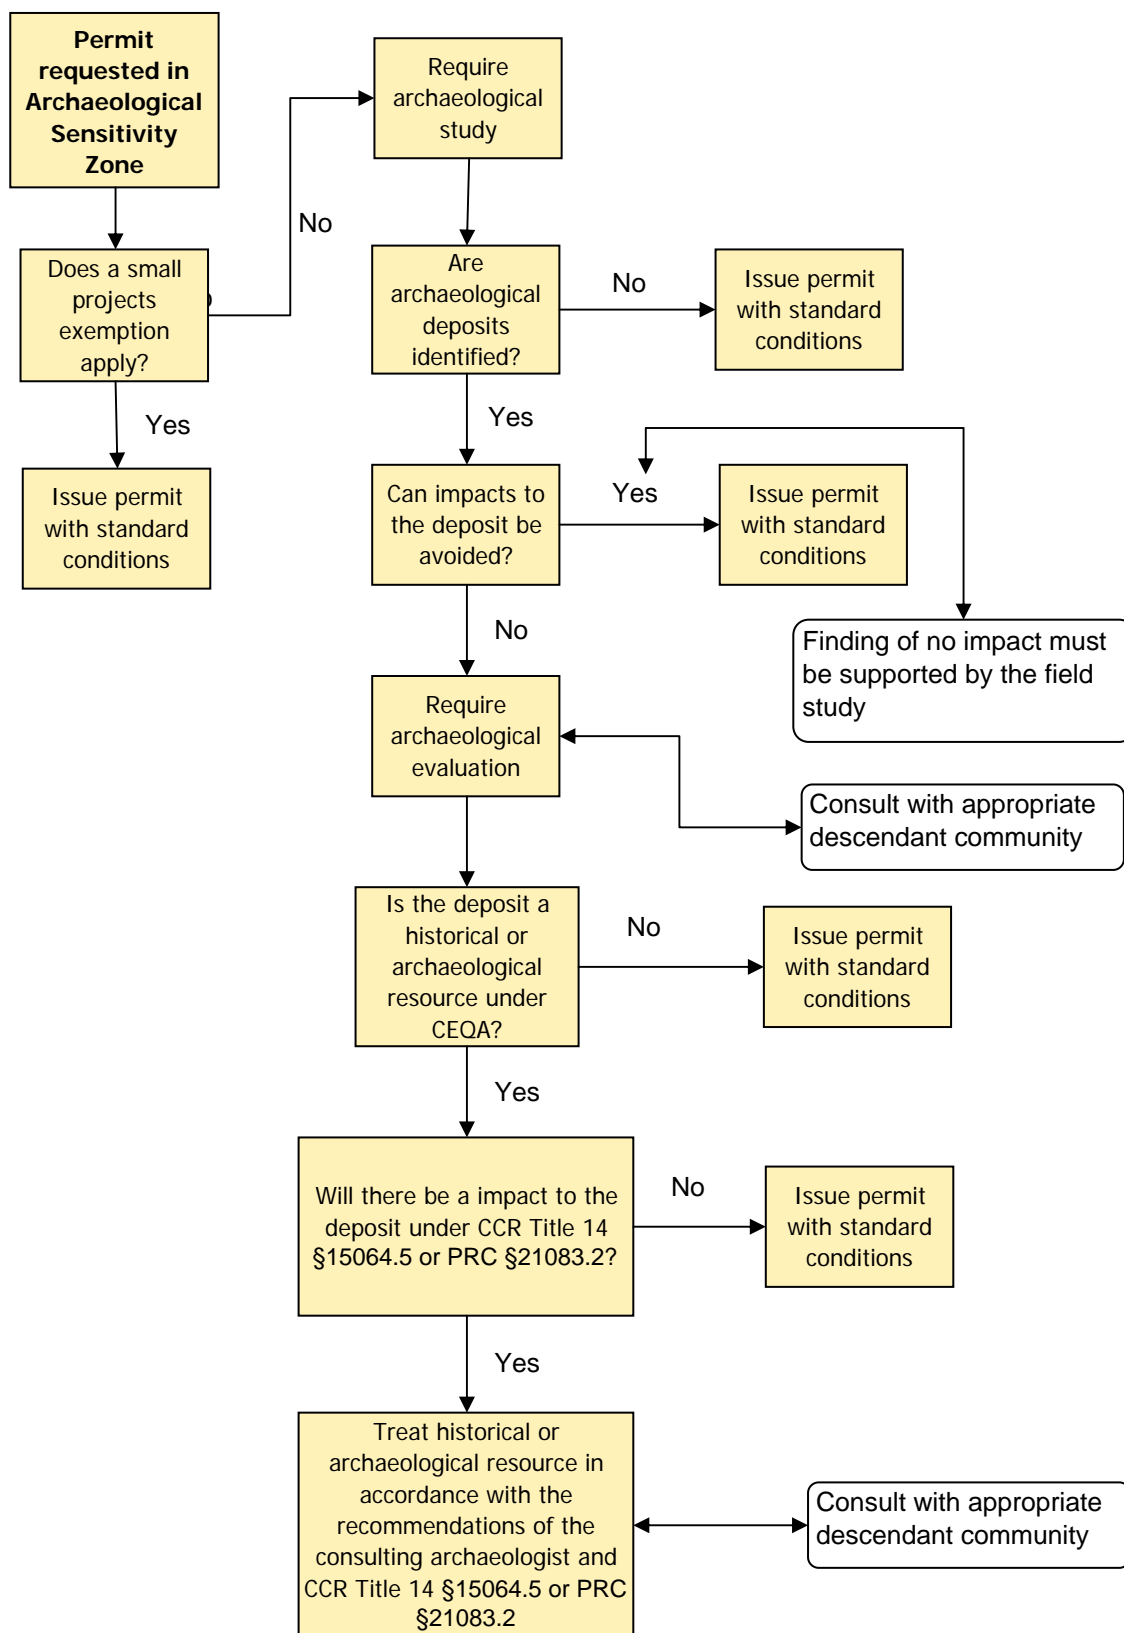 Permit
requested in
Archaeological
Sensitivity
Zone
Does a small
projects
exemption
apply?
Yes
Issue permit
with standard
conditions
No
Require
archaeological
study
Are
archaeological
deposits
identified?
No
Issue permit
with standard
conditions
Yes
Can impacts to
the deposit be
avoided?
Yes
Issue permit
with standard
conditions
Finding of no impact must
be supported by the field
study
No
Require
archaeological
evaluation
Consult with appropriate
descendant community
Is the deposit a
historical or
archaeological
resource under
CEQA?
No
Issue permit
with standard
conditions
Yes
Will there be a impact to the
deposit under CCR Title 14
§15064.5 or PRC §21083.2?
No
Issue permit
with standard
conditions
Yes
Treat historical or
archaeological resource in
accordance with the
recommendations of the
consulting archaeologist and
CCR Title 14 §15064.5 or PRC
§21083.2
Consult with appropriate
descendant community